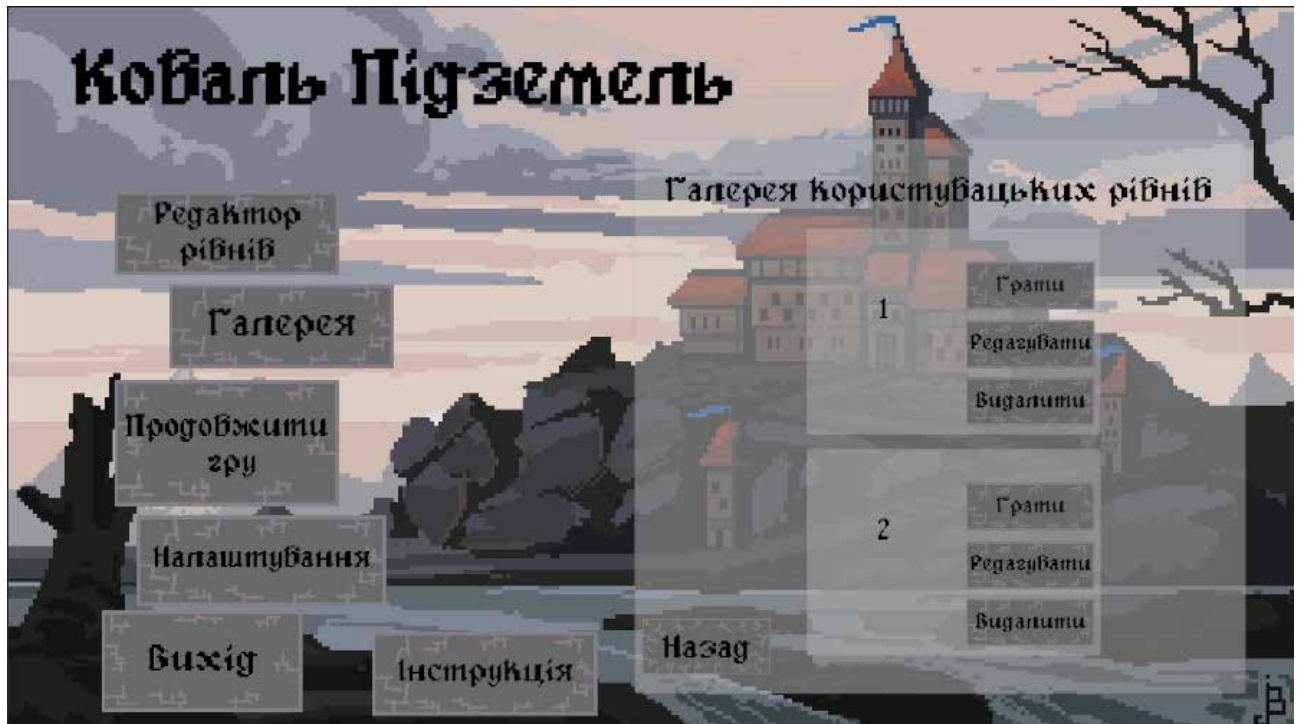 Коваль Підземель
Редактор
рівнів
Галерея
Продовжити
гру
Налаштування
Вихід
Інструкція
Галерея користувацьких рівнів
1
Грати
Редагувати
Видалити
2
Грати
Редагувати
Видалити
Назад